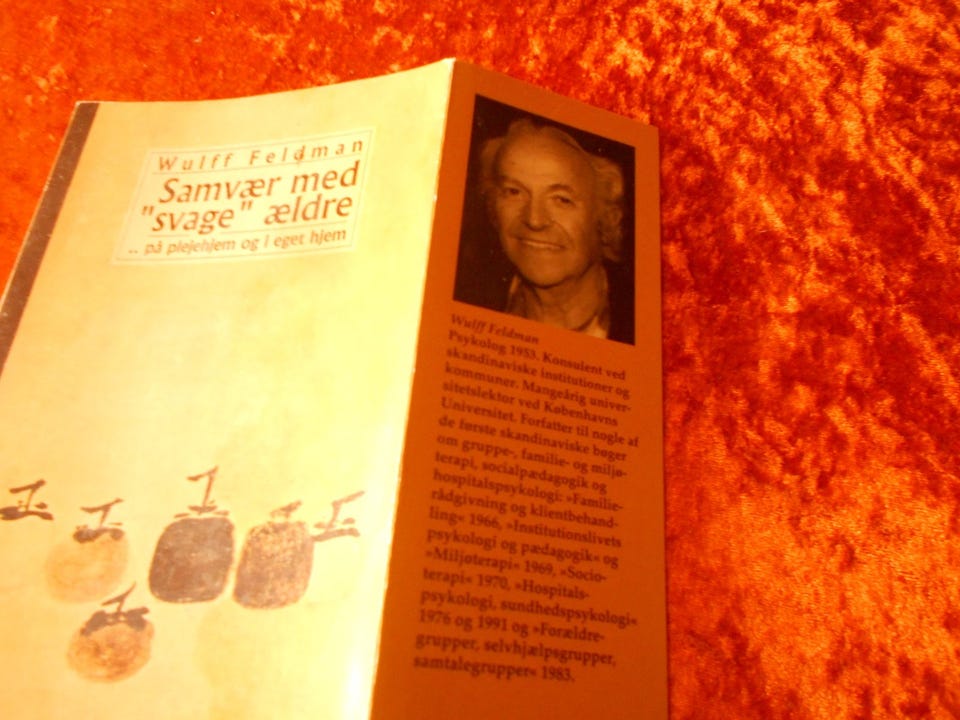 Wulff Feldman
Samvær med
"svage" ældre
.. på plejehjem og i eget hjem
Wulff Feldman
Psykolog 1953. Konsulent ved
skandinaviske institutioner og
kommuner. Mangeårig univer-
sitetslektor ved Københavns
Universitet. Forfatter til nogle af
de første skandinaviske bøger
om gruppe-, familie- og miljø-
terapi, socialpædagogik og
hospitalspsykologi: »Familie-
rådgivning og klientbehand-
ling« 1966, »Institutionslivets
psykologi og pædagogik« og
»Miljøterapi« 1969, »Socio-
terapi« 1970, »Hospitals-
psykologi, sundhedspsykologi«
1976 og 1991 og »Forældre-
grupper, selvhjælpsgrupper,
samtalegrupper« 1983.